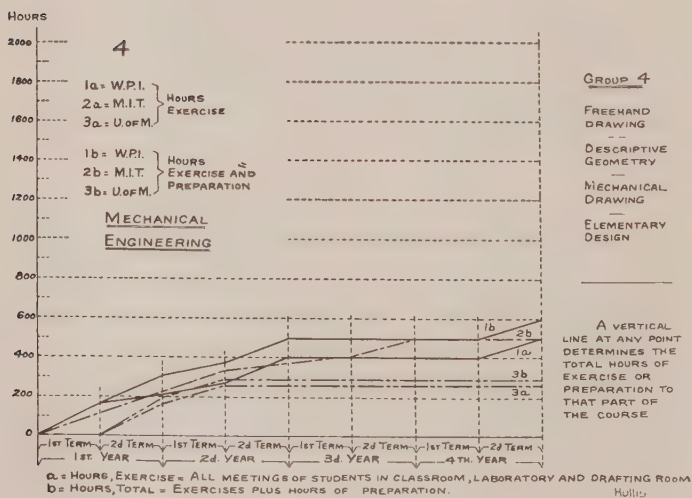 HOURS
2000
1800
1600
1400
1200
1000
800
600
400
200
0
4
1a = W.P.I.
2a = M.I.T.
3a = U.OF M.
HOURS
EXERCISE
1b = W.P.I.
2b = M.I.T.
3b = U.OF M.
HOURS
EXERCISE AND
PREPARATION
MECHANICAL
ENGINEERING
1b
2b
1a
3b
3a
1ST TERM 2d TERM 1ST TERM 2d TERM 1ST TERM 2d TERM 1ST TERM 2d TERM
1ST. YEAR 2d. YEAR 3d. YEAR 4TH. YEAR
GROUP 4
FREEHAND
DRAWING
DESCRIPTIVE
GEOMETRY
MECHANICAL
DRAWING
ELEMENTARY
DESIGN
A VERTICAL
LINE AT ANY POINT
DETERMINES THE
TOTAL HOURS OF
EXERCISE OR
PREPARATION TO
THAT PART OF
THE COURSE
a = HOURS, EXERCISE = ALL MEETINGS OF STUDENTS IN CLASSROOM, LABORATORY AND DRAFTING ROOM
b = HOURS, TOTAL = EXERCISES PLUS HOURS OF PREPARATION.